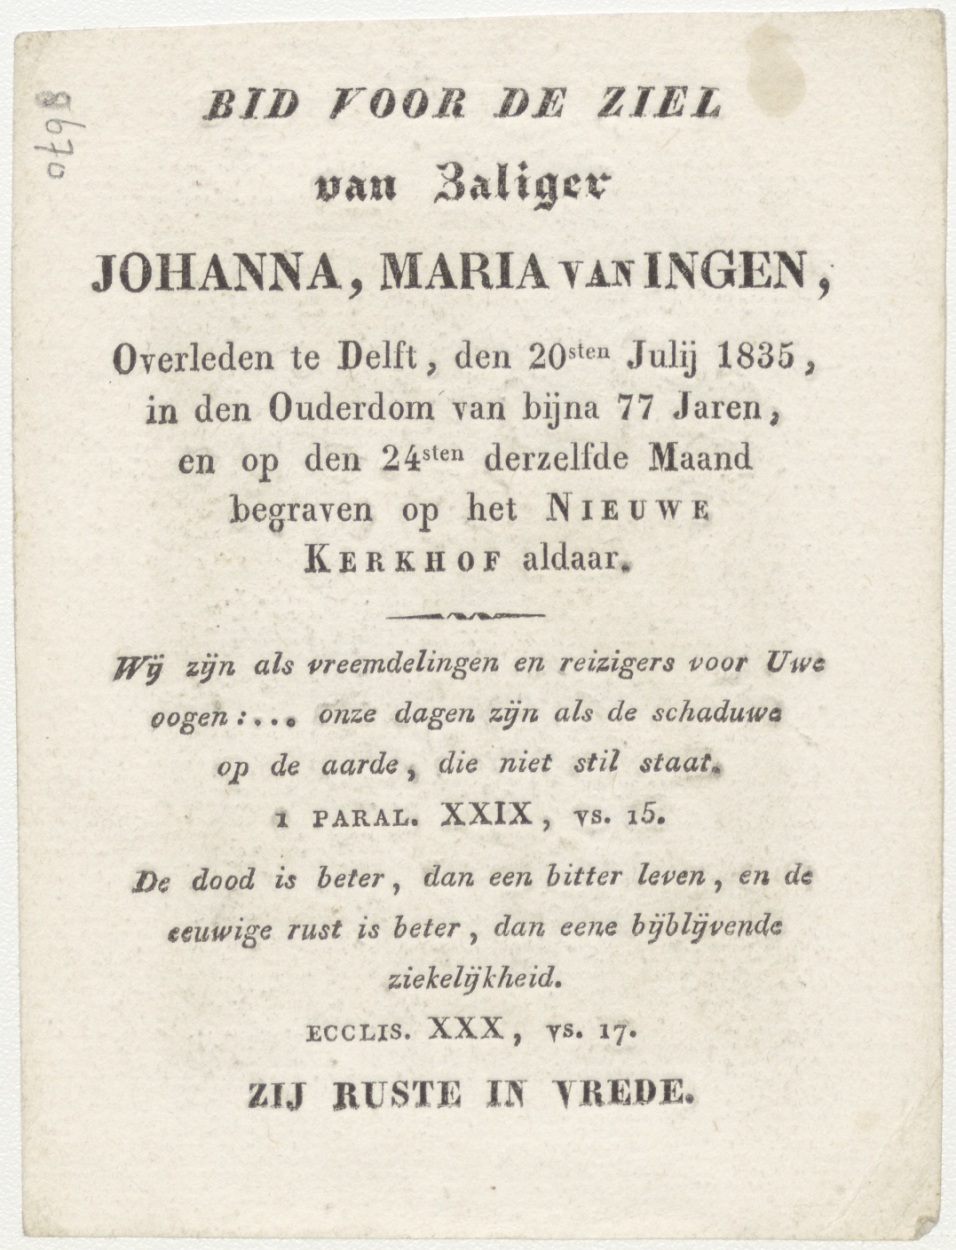 BID VOOR DE ZIEL
van Zaliger
JOHANNA, MARIA VAN INGEN,
Overleden te Delft, den 20sten Julij 1835,
in den Ouderdom van bijna 77 Jaren,
en op den 24sten derzelfde Maand
begraven op het NIEUWE
KERKHOF aldaar.
Wij zijn als vreemdelingen en reizigers voor Uwe
oogen:... onze dagen zijn als de schaduwe
op de aarde, die niet stil staat.
1 PARAL. XXIX, vs. 15.
De dood is beter, dan een bitter leven, en de
eeuwige rust is beter, dan eene bijblijvende
ziekelijkheid.
ECCLIS. XXX, vs. 17.
ZIJ RUSTE IN VREDE.
8670